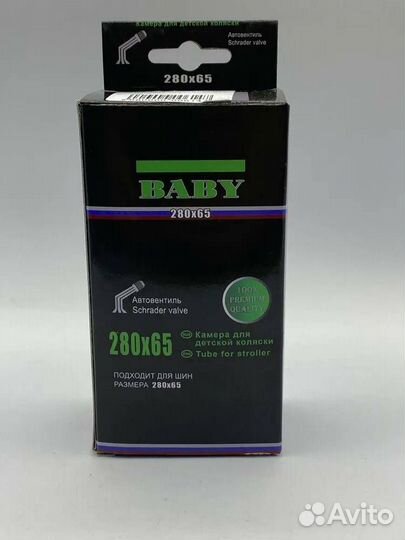 Камера для детской коляски
Автовентиль
Schrader valve
280x65
BABY
280x65
Автовентиль
Schrader valve
100%
PREMIUM
QUALITY
280x65
Камера для
детской коляски
Tube for stroller
ПОДХОДИТ ДЛЯ ШИН
РАЗМЕРА 280x65
Avito